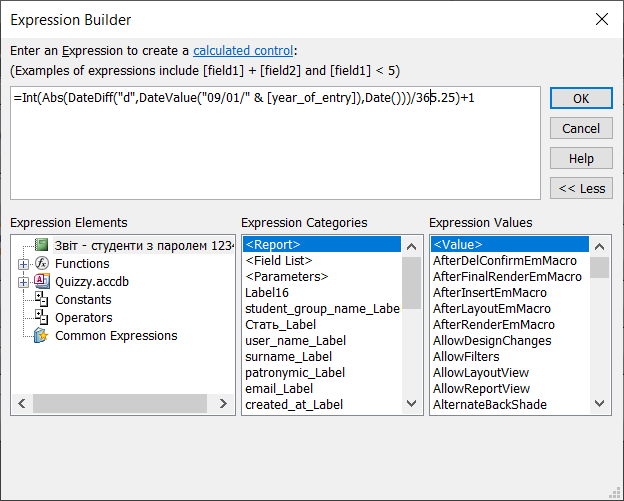 Expression Builder
Enter an Expression to create a calculated control:
(Examples of expressions include [field1] + [field2] and [field1] < 5)
=Int(Abs(DateDiff("d",DateValue("09/01/" & [year_of_entry]),Date()))/365.25)+1
OK
Cancel
Help
<< Less
Expression Elements
Звіт - студенти з паролем 1234
Functions
Quizzy.accdb
Constants
Operators
Common Expressions
Expression Categories
<Report>
<Field List>
<Parameters>
Label16
student_group_name_Labe
Стать_Label
user_name_Label
surname_Label
patronymic_Label
email_Label
created_at_Label
Expression Values
<Value>
AfterDelConfirmEmMacro
AfterFinalRenderEmMacro
AfterInsertEmMacro
AfterLayoutEmMacro
AfterRenderEmMacro
AllowDesignChanges
AllowFilters
AllowLayoutView
AllowReportView
AlternateBackShade